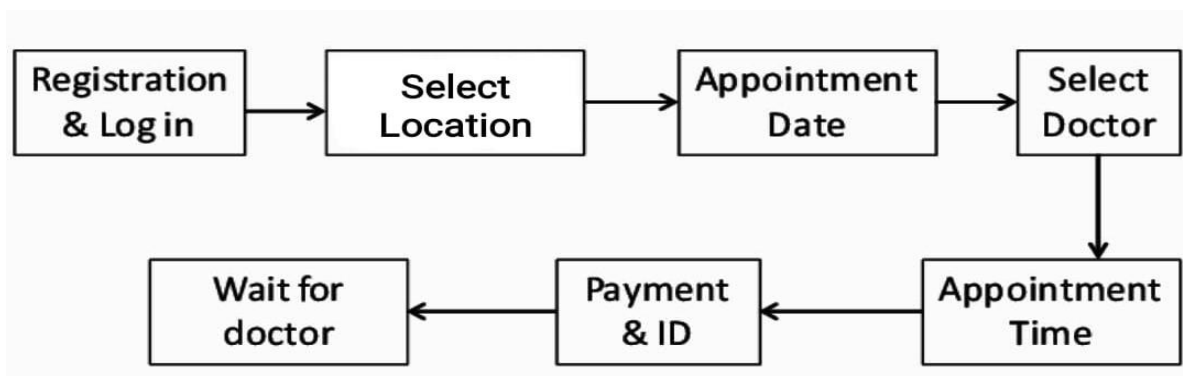 Registration
& Log in
Select
Location
Appointment
Date
Select
Doctor
Appointment
Time
Payment
& ID
Wait for
doctor